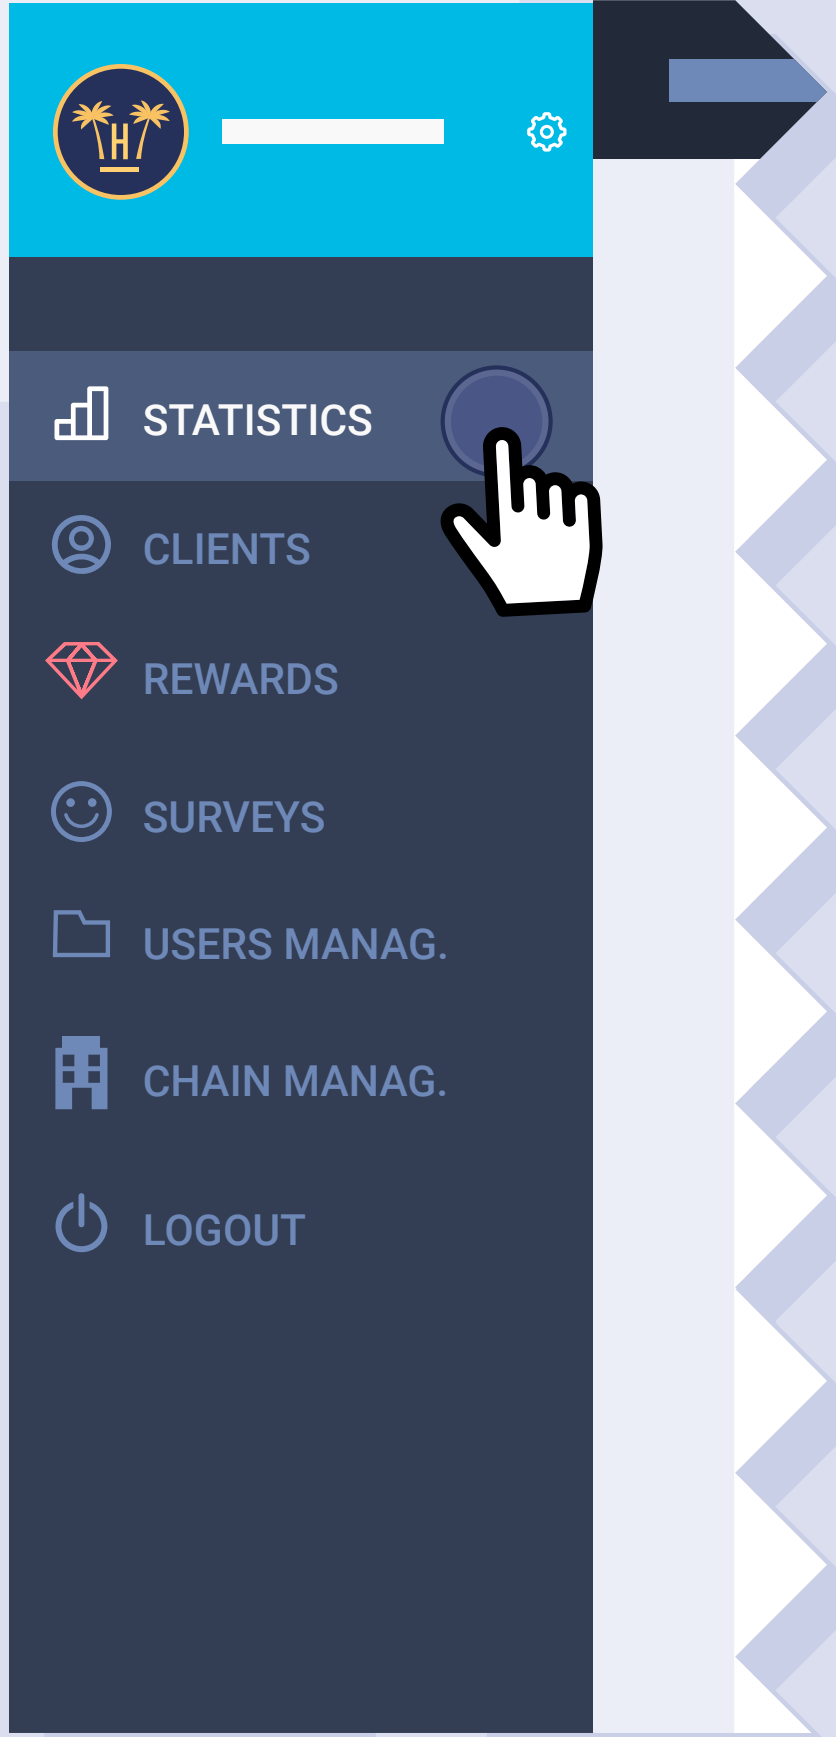 H
STATISTICS
CLIENTS
REWARDS
SURVEYS
USERS MANAG.
CHAIN MANAG.
LOGOUT